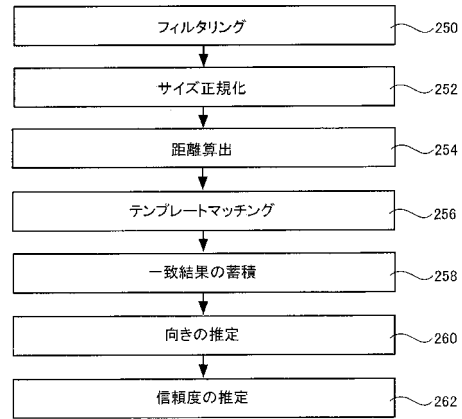 フィルタリング 250
サイズ正規化 252
距離算出 254
テンプレートマッチング 256
一致結果の蓄積 258
向きの推定 260
信頼度の推定 262